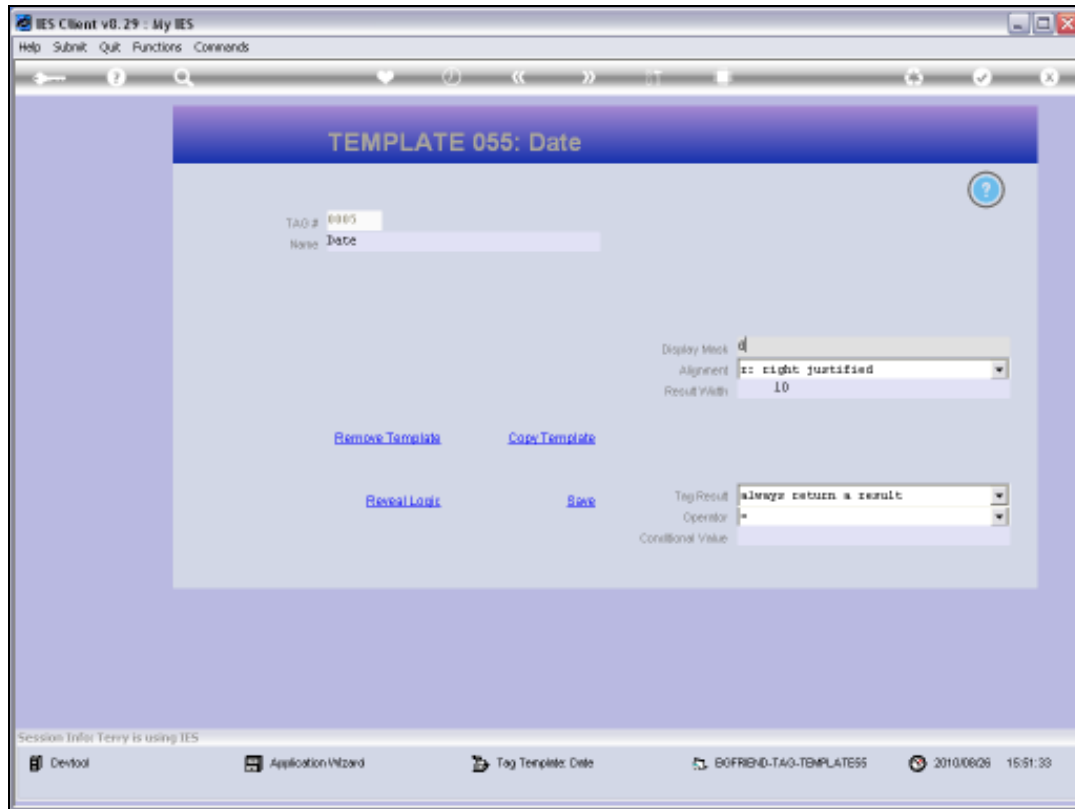 IES Client v8.29 : My IES
Help Submit Quit Functions Commands
TEMPLATE 055: Date
TAG # 0005
Name Date
Display Mask d
Alignment r: right justified
Result Width 10
Remove Template Copy Template
Reveal Logic Save
Tag Result always return a result
Operator =
Conditional Value
Session Info: Terry is using IES
Devtool Application Wizard Tag Template: Date BGFRIEND-TAG-TEMPLATE55 2010/08/26 15:51:33